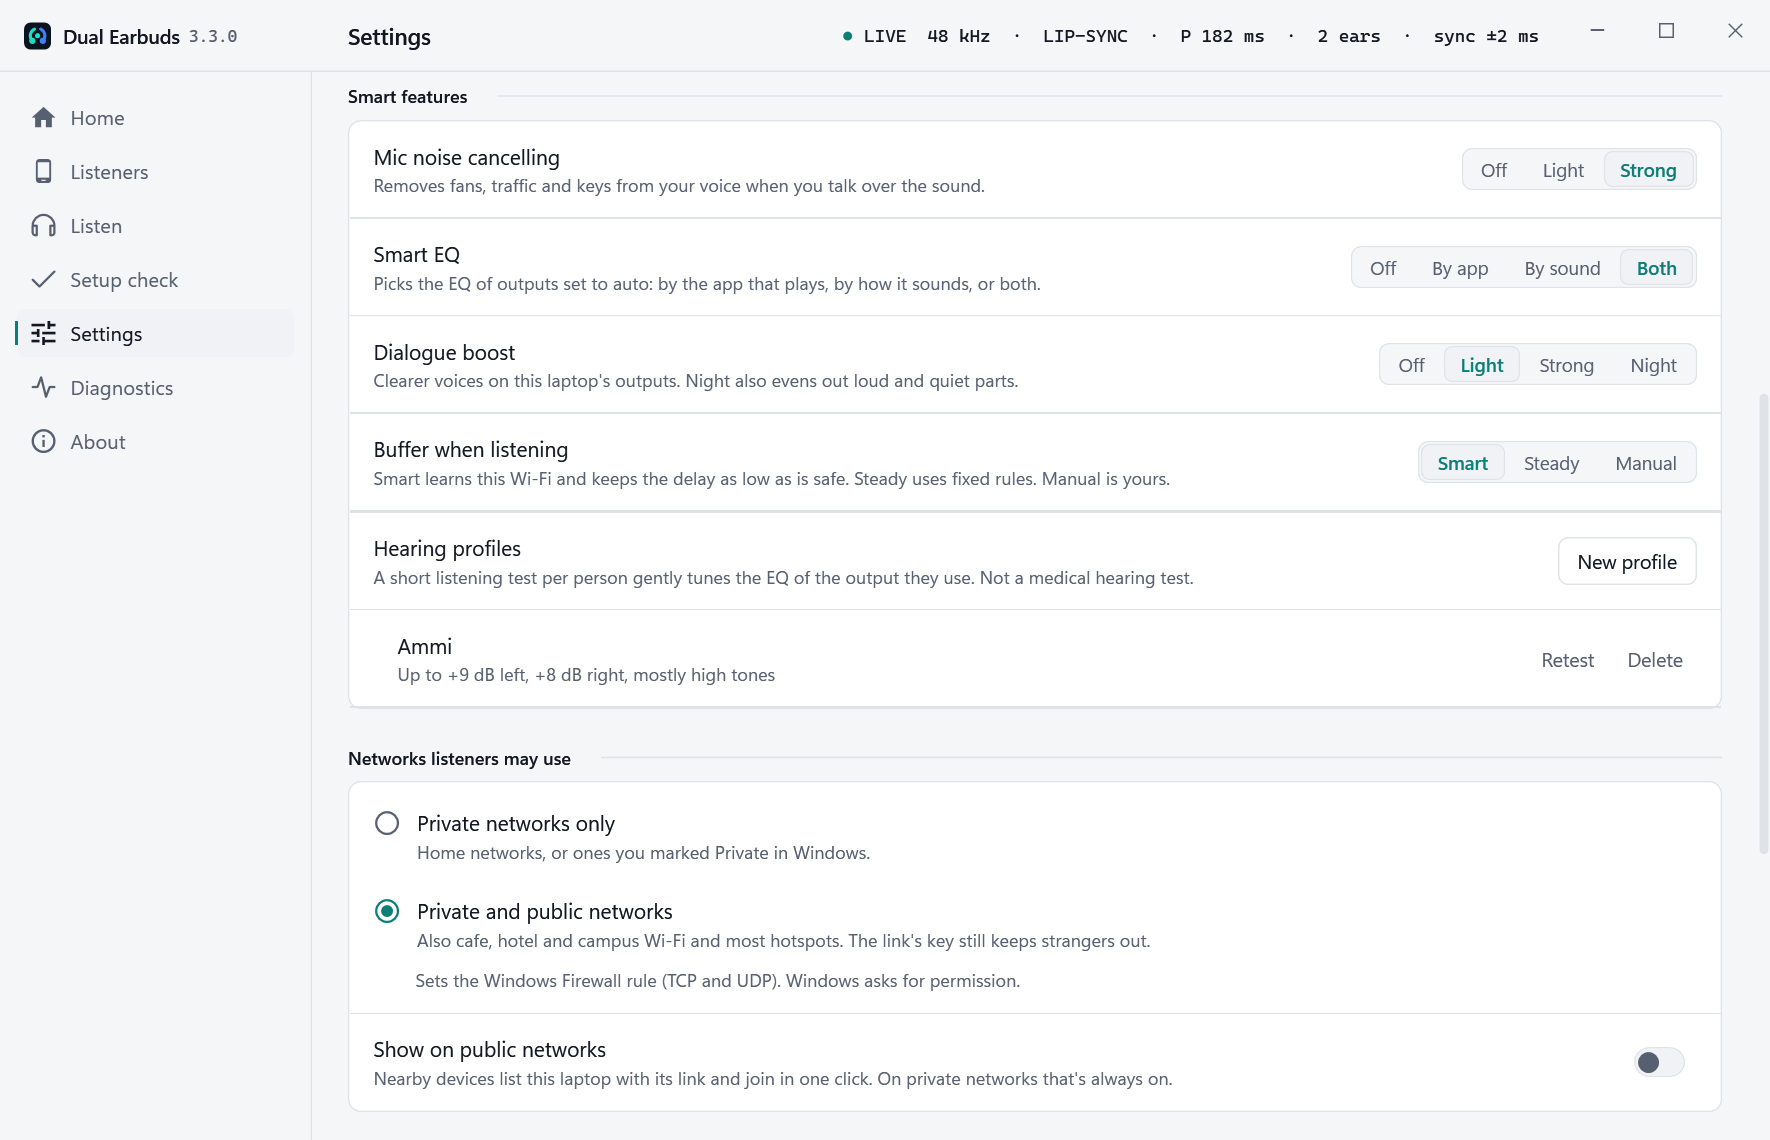 Dual Earbuds 3.3.0
Settings
LIVE 48 kHz · LIP-SYNC · P 182 ms · 2 ears · sync ±2 ms
Home
Listeners
Listen
Setup check
Settings
Diagnostics
About
Smart features
Mic noise cancelling
Removes fans, traffic and keys from your voice when you talk over the sound.
Off Light Strong
Smart EQ
Picks the EQ of outputs set to auto: by the app that plays, by how it sounds, or both.
Off By app By sound Both
Dialogue boost
Clearer voices on this laptop's outputs. Night also evens out loud and quiet parts.
Off Light Strong Night
Buffer when listening
Smart learns this Wi-Fi and keeps the delay as low as is safe. Steady uses fixed rules. Manual is yours.
Smart Steady Manual
Hearing profiles
A short listening test per person gently tunes the EQ of the output they use. Not a medical hearing test.
New profile
Ammi
Up to +9 dB left, +8 dB right, mostly high tones
Retest Delete
Networks listeners may use
Private networks only
Home networks, or ones you marked Private in Windows.
Private and public networks
Also cafe, hotel and campus Wi-Fi and most hotspots. The link's key still keeps strangers out.
Sets the Windows Firewall rule (TCP and UDP). Windows asks for permission.
Show on public networks
Nearby devices list this laptop with its link and join in one click. On private networks that's always on.